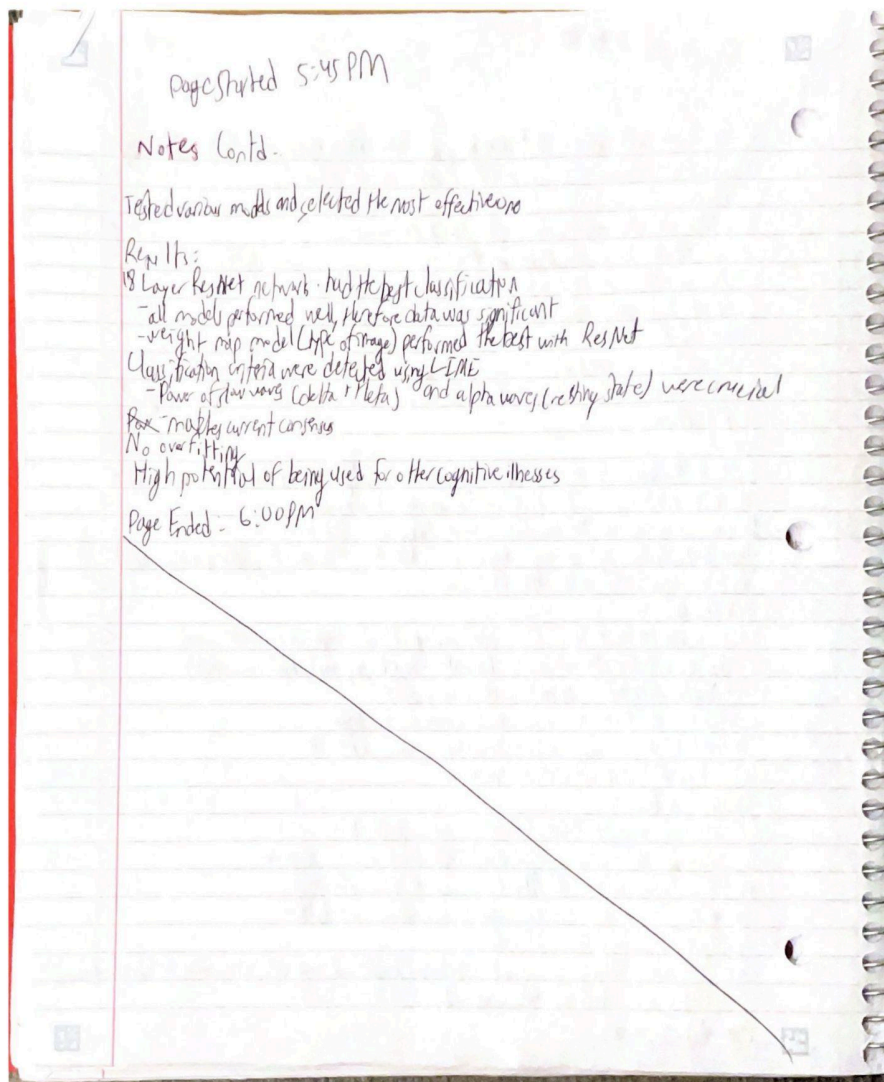 Page Started 5:45 PM
Notes Contd.
Tested various models and selected the most effective one
Results:
18 Layer ResNet network had the best classification
- all models performed well, therefore data was significant
- weight map model (type of image) performed the best with ResNet
Classification criteria were detected using LIME
- Power of slow waves (delta + theta) and alpha waves (resting state) were crucial
- matches current consensus
No overfitting
High potential of being used for other cognitive illnesses
Page Ended: 6:00 PM